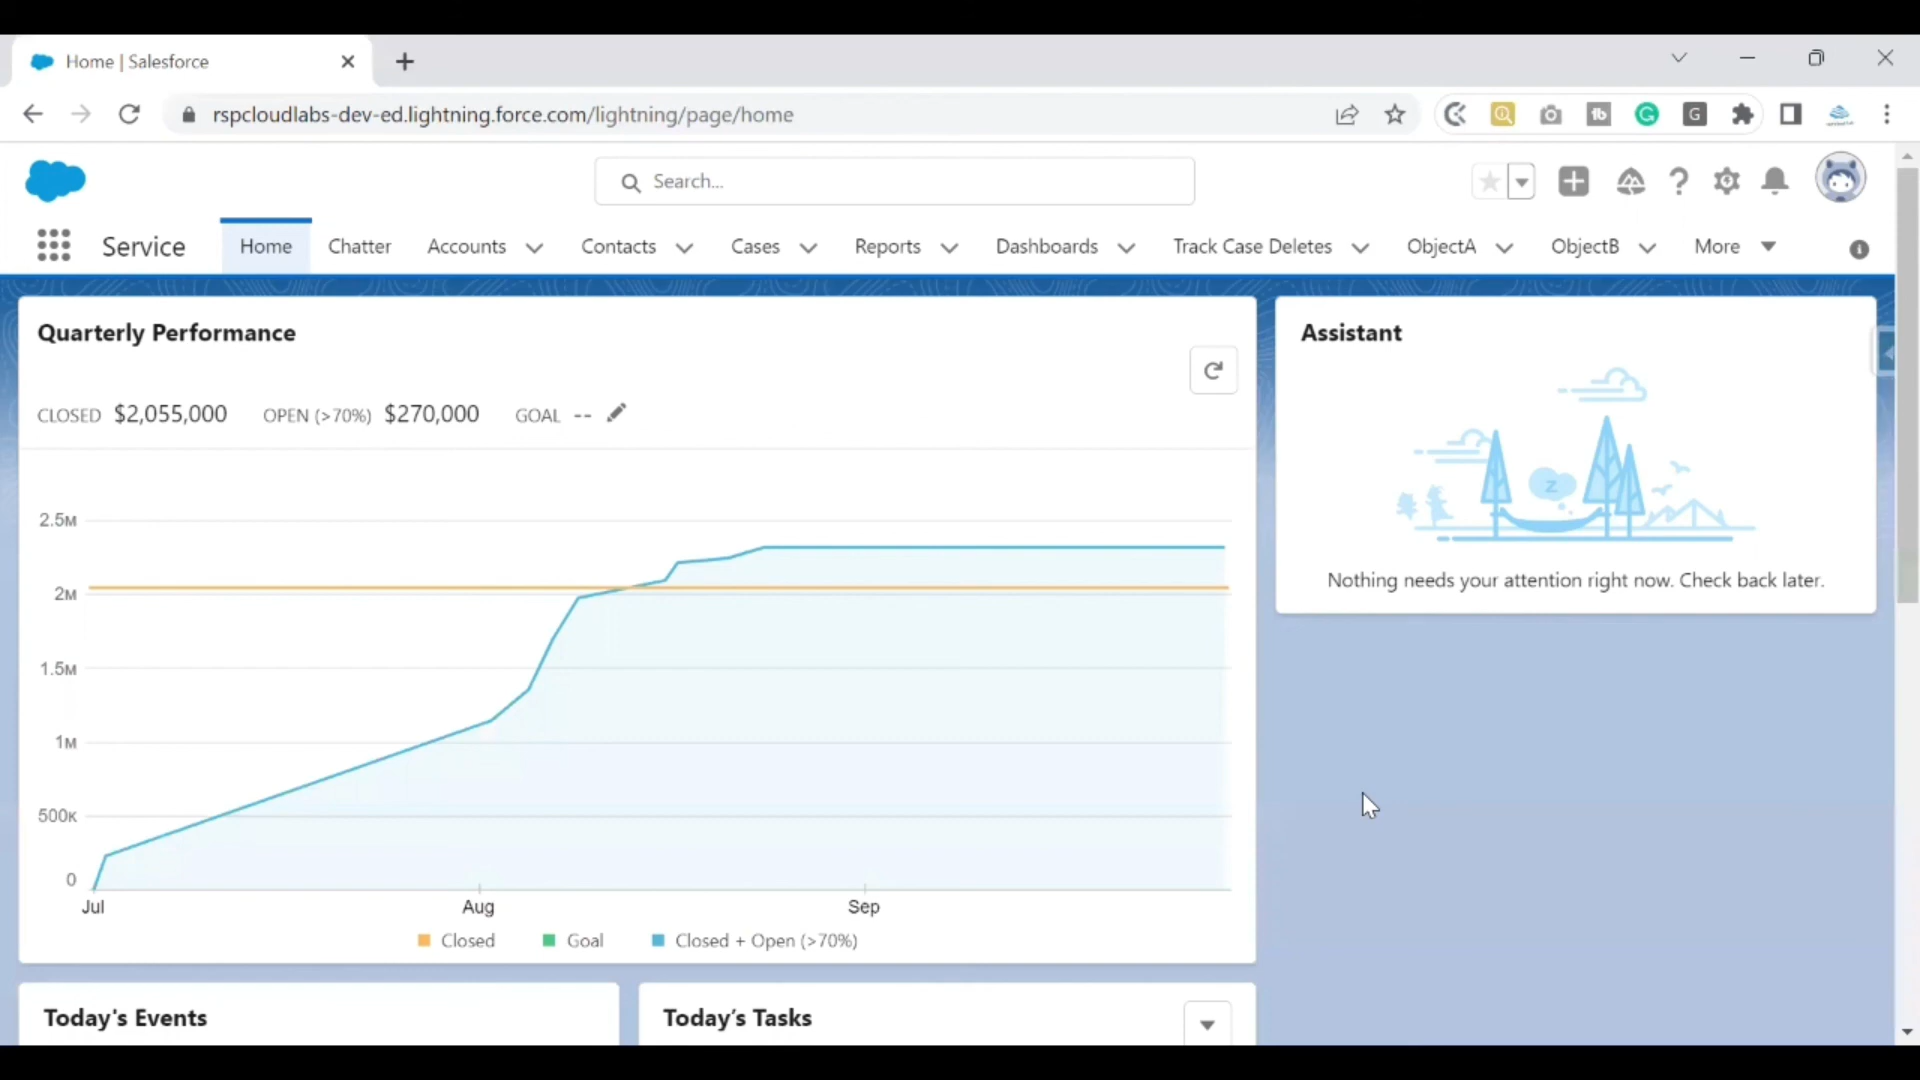 Home | Salesforce
rspcloudlabs-dev-ed.lightning.force.com/lightning/page/home
Search...
Service Home Chatter Accounts Contacts Cases Reports Dashboards Track Case Deletes ObjectA ObjectB More
Quarterly Performance
CLOSED $2,055,000 OPEN (>70%) $270,000 GOAL --
2.5M
2M
1.5M
1M
500K
0
Jul Aug Sep
Closed Goal Closed + Open (>70%)
Assistant
z
Nothing needs your attention right now. Check back later.
Today's Events
Today's Tasks